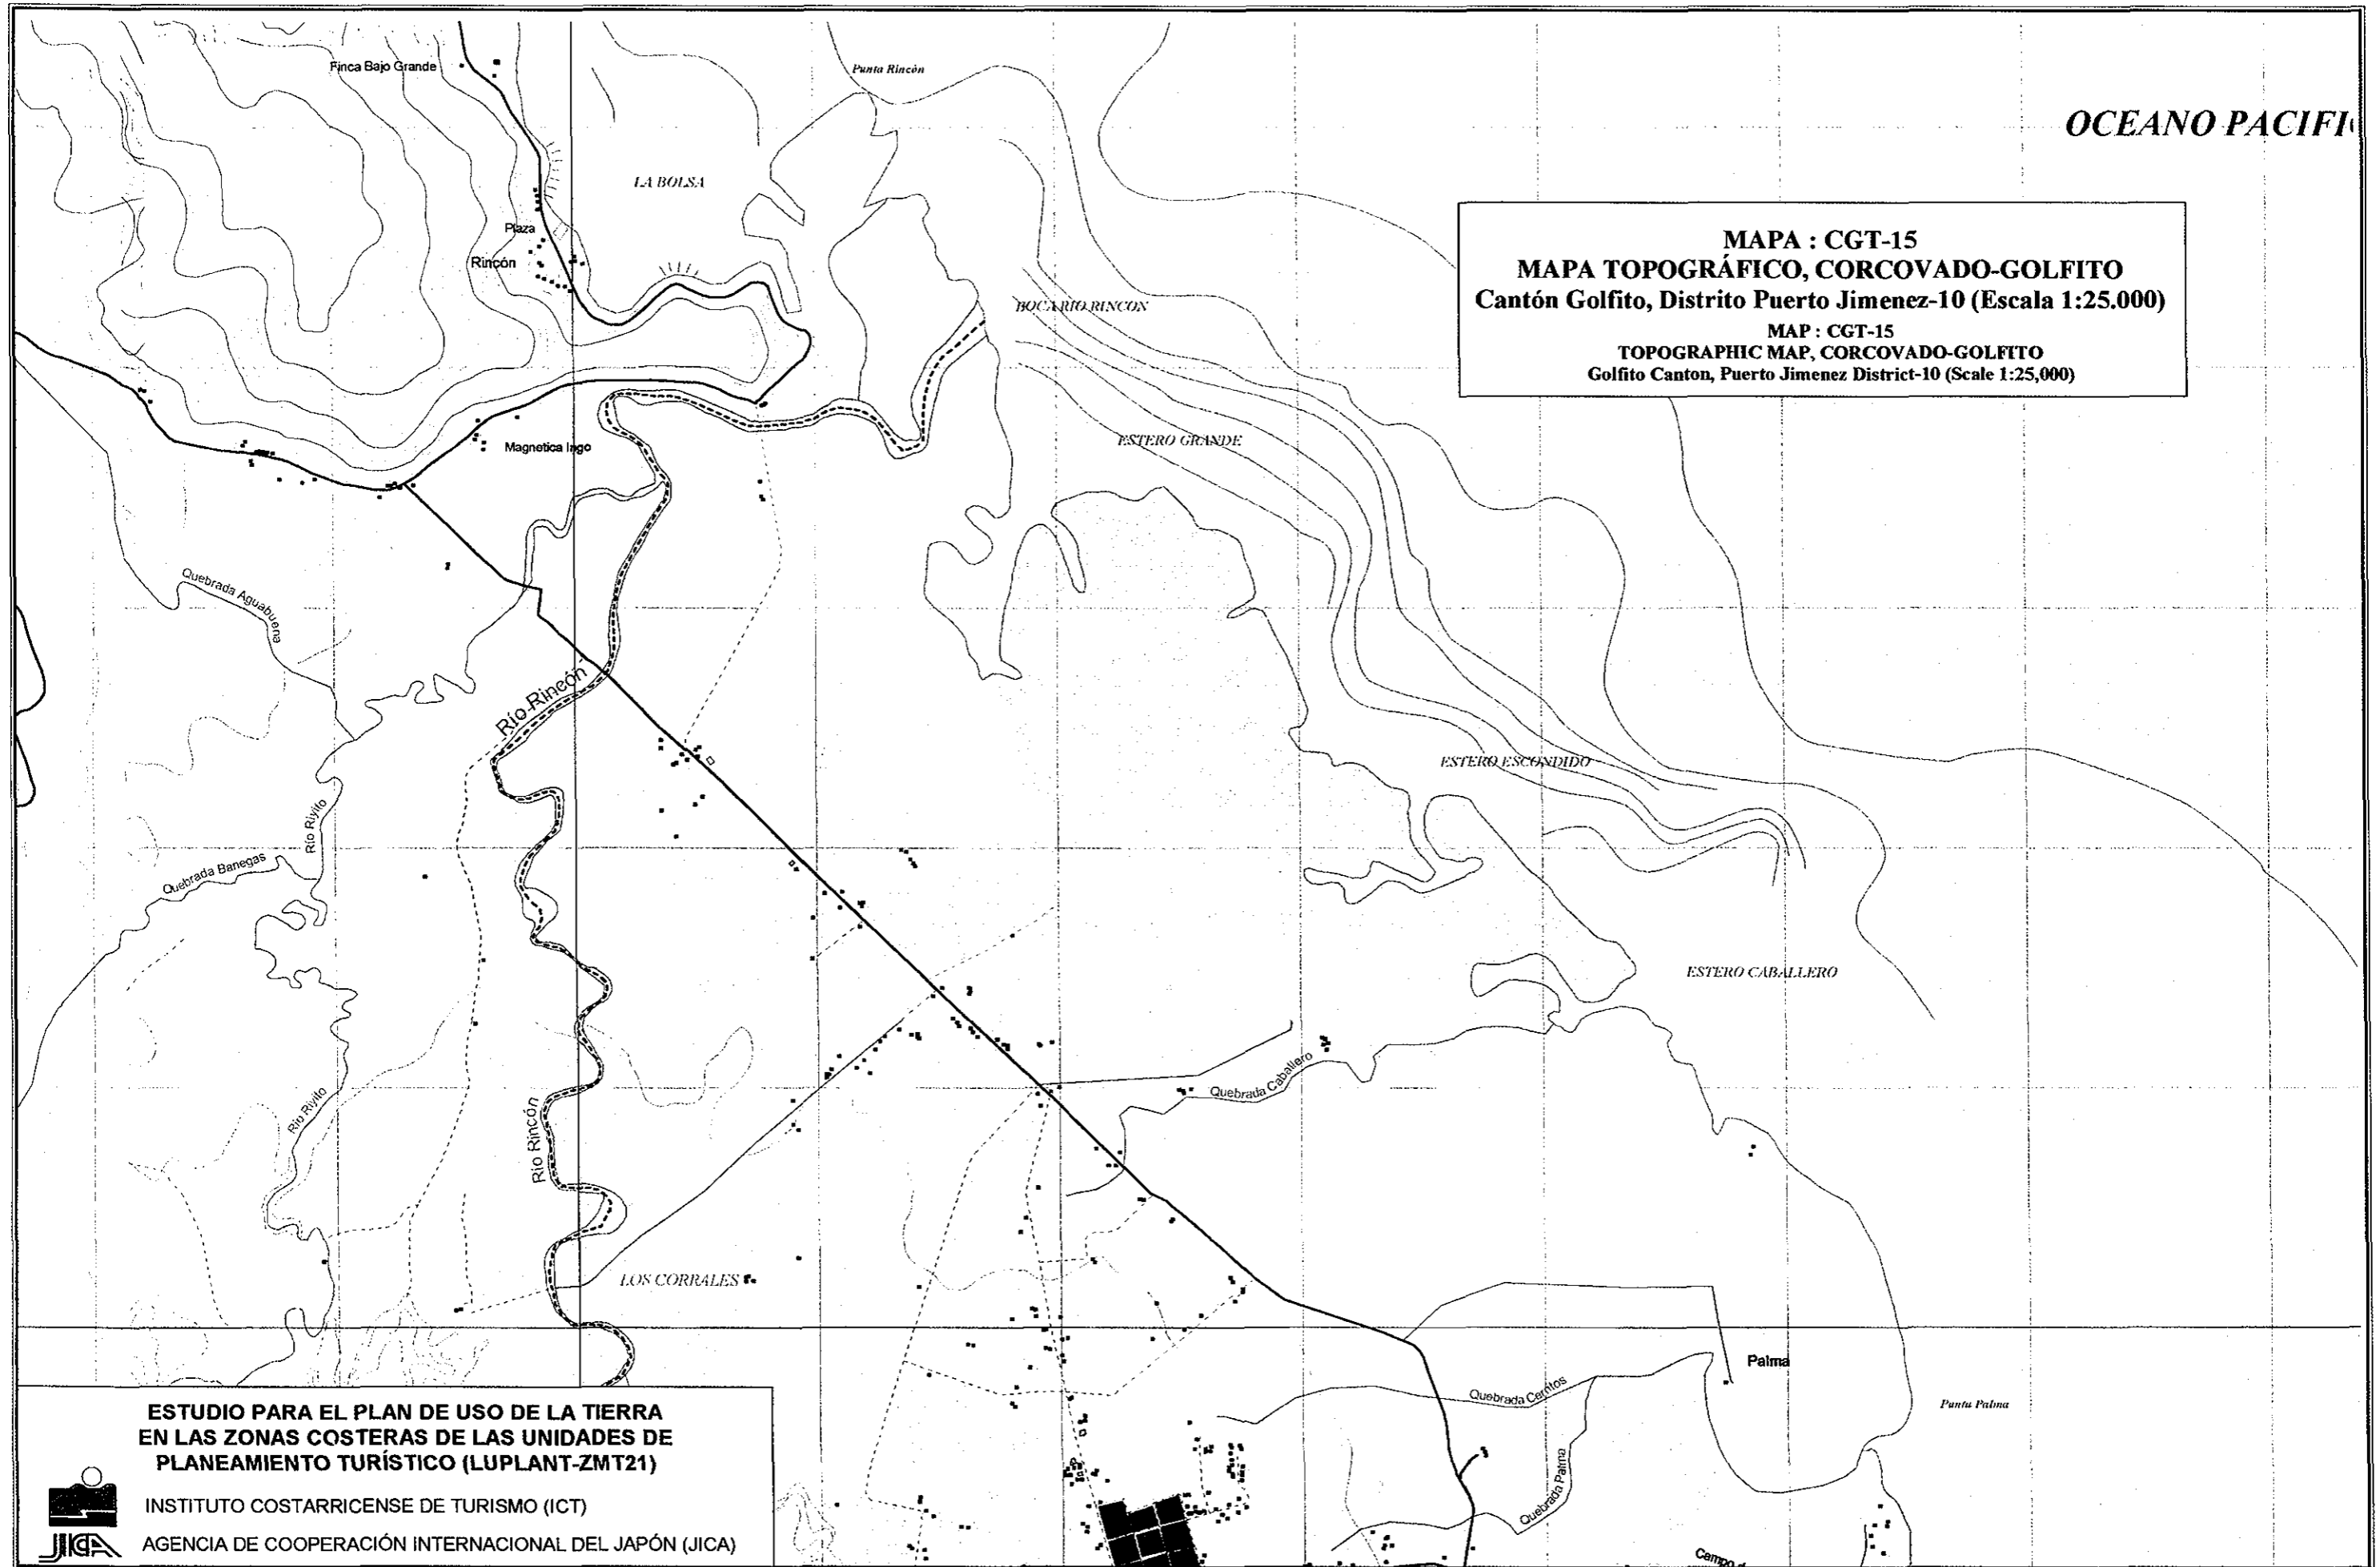 Finca Bajo Grande
Punta Rincón
OCEANO PACIFI
LA BOLSA
MAPA : CGT-15
MAPA TOPOGRÁFICO, CORCOVADO-GOLFITO
Cantón Golfito, Distrito Puerto Jimenez-10 (Escala 1:25.000)
MAP : CGT-15
TOPOGRAPHIC MAP, CORCOVADO-GOLFITO
Golfito Canton, Puerto Jimenez District-10 (Scale 1:25,000)
Plaza
Rincón
BOCA RIO RINCON
ESTERO GRANDE
Magnetica Ingo
Quebrada Aguabuena
Río Rincón
ESTERO ESCONDIDO
Río Riyito
Quebrada Banegas
ESTERO CABALLERO
Quebrada Caballero
Río Riyito
Río Rincón
LOS CORRALES
Palma
Quebrada Cerritos
Punta Palma
Quebrada Palma
ESTUDIO PARA EL PLAN DE USO DE LA TIERRA
EN LAS ZONAS COSTERAS DE LAS UNIDADES DE
PLANEAMIENTO TURÍSTICO (LUPLANT-ZMT21)
INSTITUTO COSTARRICENSE DE TURISMO (ICT)
JICA
AGENCIA DE COOPERACIÓN INTERNACIONAL DEL JAPÓN (JICA)
Campo